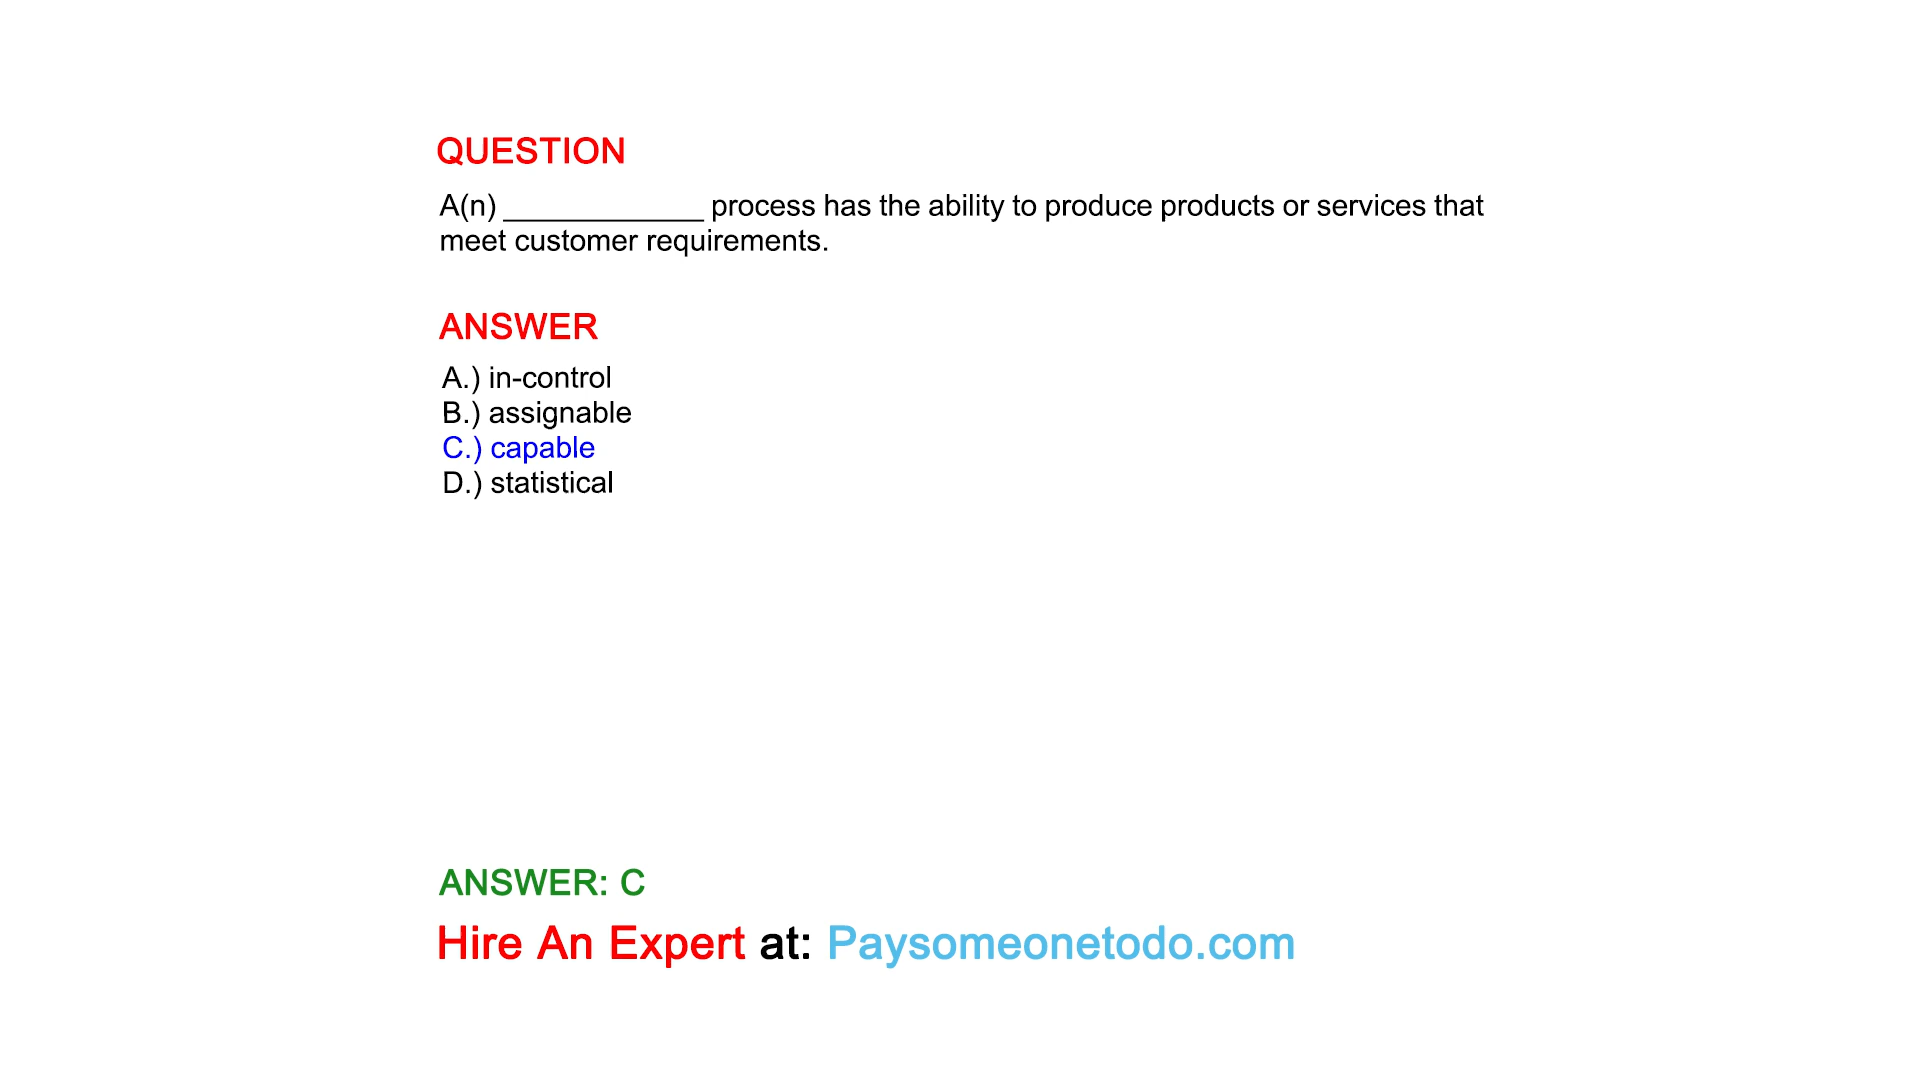 QUESTION
A(n) ____________ process has the ability to produce products or services that
meet customer requirements.
ANSWER
A.) in-control
B.) assignable
C.) capable
D.) statistical
ANSWER: C
Hire An Expert at: Paysomeonetodo.com